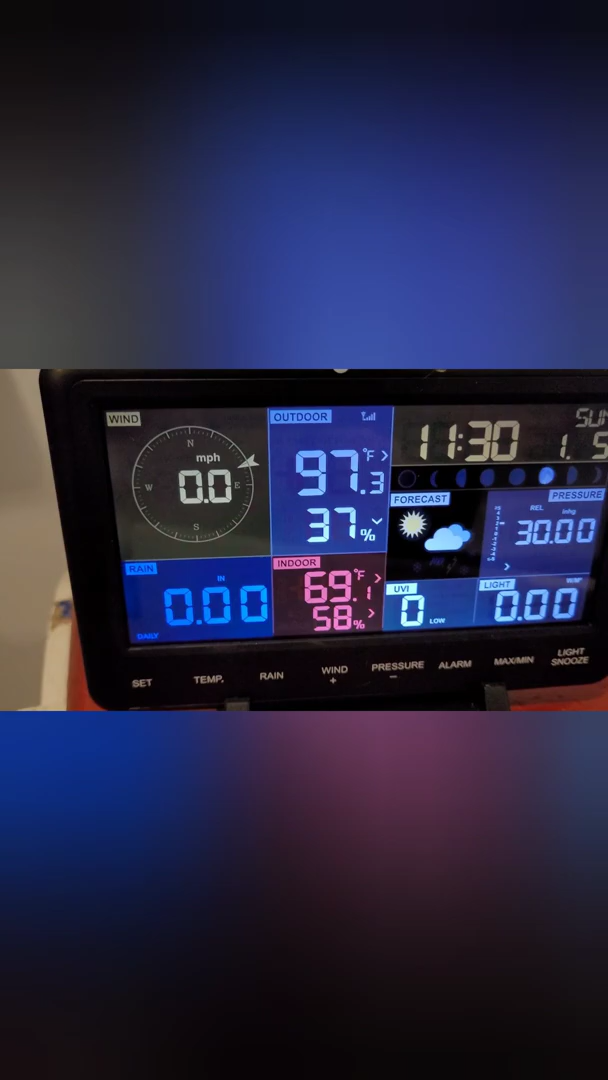 WIND
N
mph
W 0.0 E
S
OUTDOOR
97.3 °F
37%
11:30
SUN
1. 5
FORECAST
PRESSURE
REL inhg
30.00
RAIN
IN
0.00
DAILY
INDOOR
69.1 °F
58%
UVI
0 LOW
LIGHT
0.00
SET TEMP. RAIN WIND + PRESSURE − ALARM MAX/MIN LIGHT SNOOZE